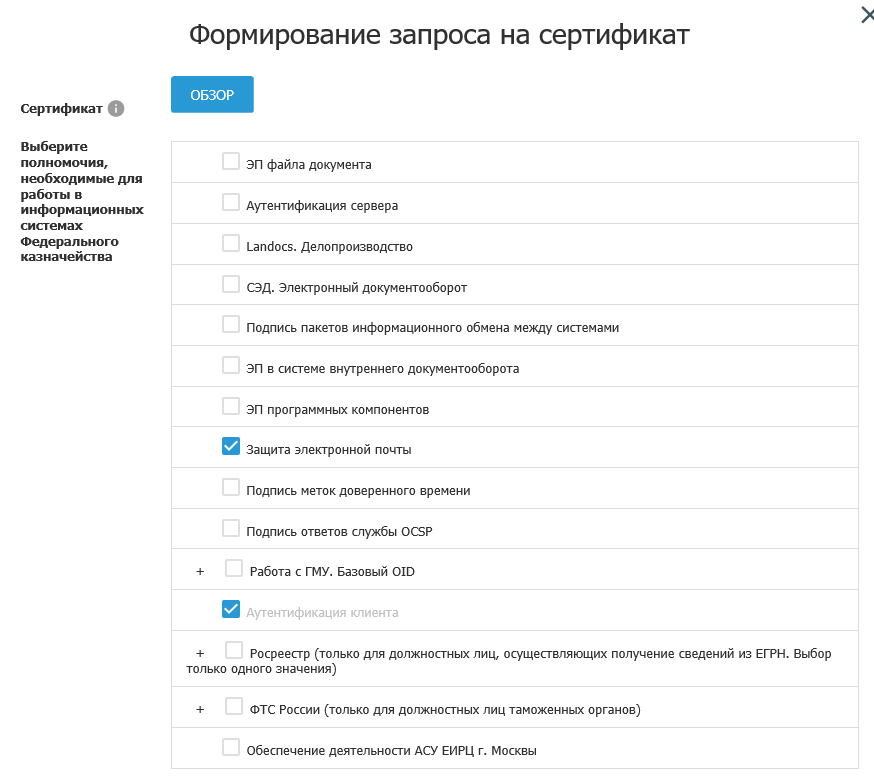 Формирование запроса на сертификат
ОБЗОР
Сертификат
Выберите
полномочия,
необходимые для
работы в
информационных
системах
Федерального
казначейства
ЭП файла документа
Аутентификация сервера
Landocs. Делопроизводство
СЭД. Электронный документооборот
Подпись пакетов информационного обмена между системами
ЭП в системе внутреннего документооборота
ЭП программных компонентов
Защита электронной почты
Подпись меток доверенного времени
Подпись ответов службы OCSP
+ Работа с ГМУ. Базовый OID
Аутентификация клиента
+ Росреестр (только для должностных лиц, осуществляющих получение сведений из ЕГРН. Выбор
только одного значения)
+ ФТС России (только для должностных лиц таможенных органов)
Обеспечение деятельности АСУ ЕИРЦ г. Москвы